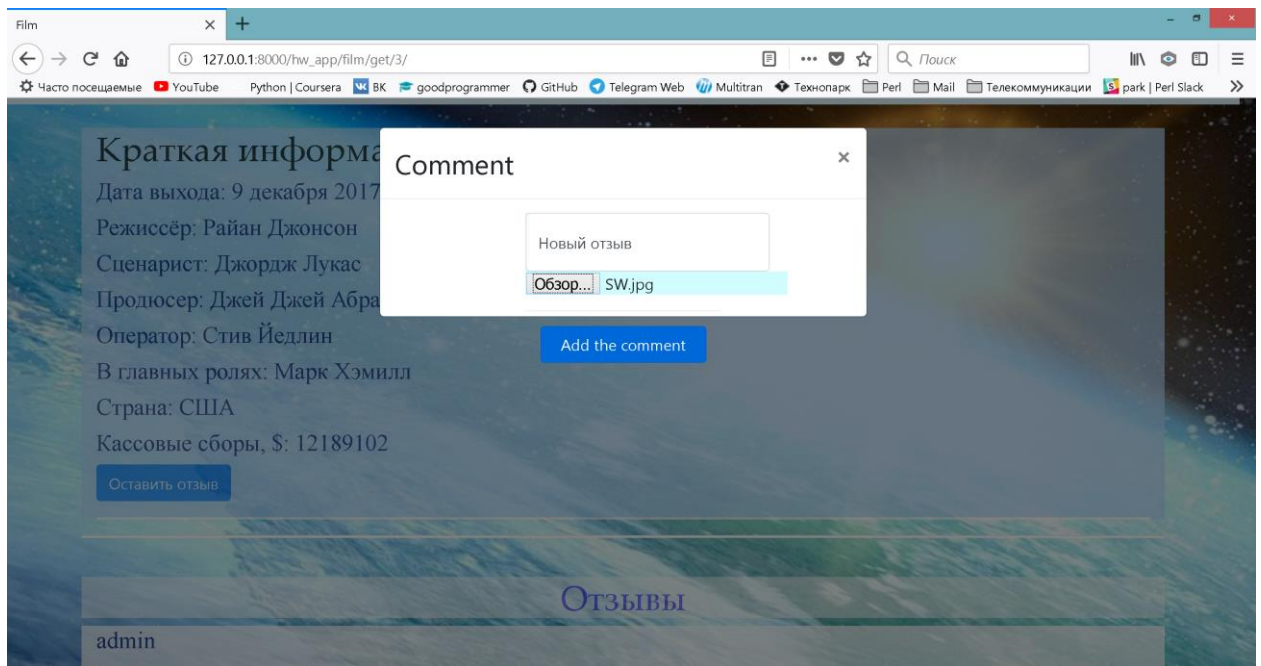 Film
127.0.0.1:8000/hw_app/film/get/3/
Поиск
Часто посещаемые YouTube Python | Coursera ВК goodprogrammer GitHub Telegram Web Multitran Технопарк Perl Mail Телекоммуникации park | Perl Slack
Comment
Новый отзыв
Обзор... SW.jpg
Add the comment
Краткая информа
Дата выхода: 9 декабря 2017
Режиссёр: Райан Джонсон
Сценарист: Джордж Лукас
Продюсер: Джей Джей Абра
Оператор: Стив Йедлин
В главных ролях: Марк Хэмилл
Страна: США
Кассовые сборы, $: 12189102
Оставить отзыв
Отзывы
admin